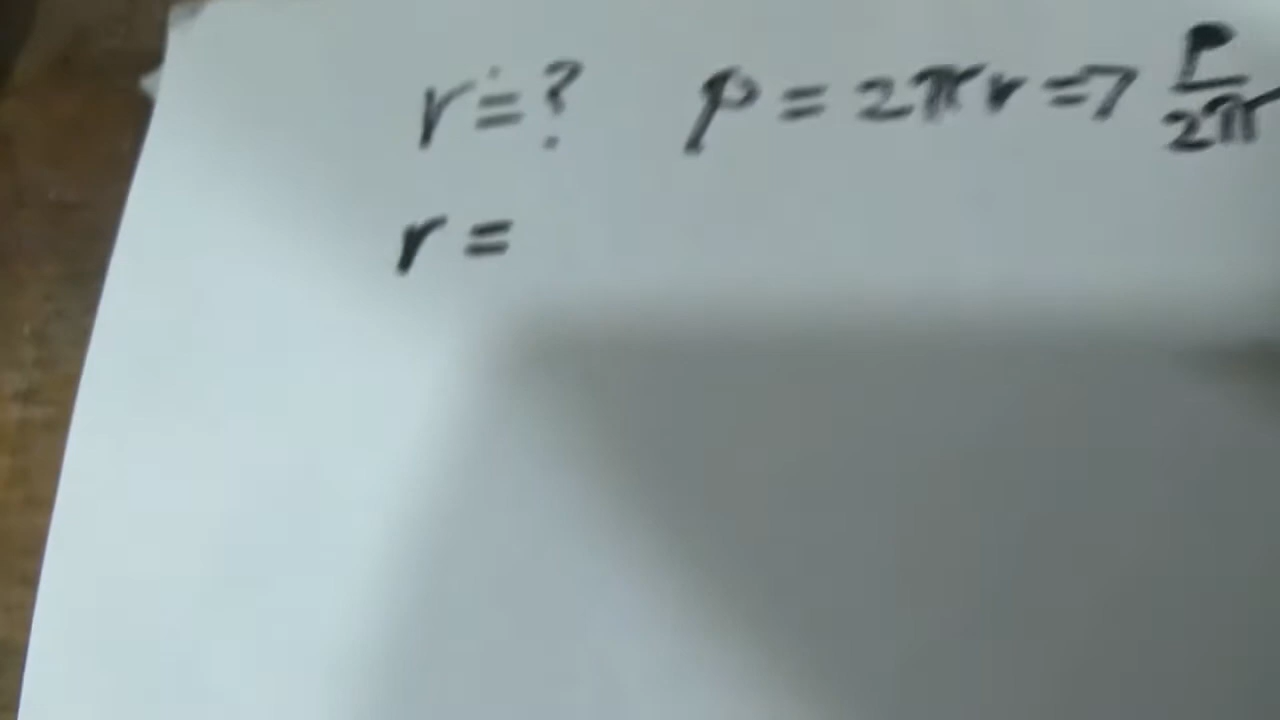 r = ? p = 2πr => P/2π
r =